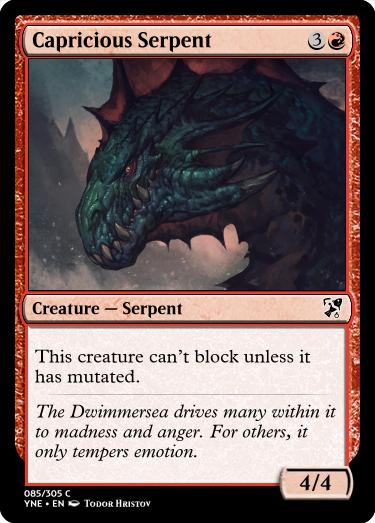 Capricious Serpent 3
Creature — Serpent
This creature can't block unless it
has mutated.
The Dwimmersea drives many within it
to madness and anger. For others, it
only tempers emotion.
4/4
085/305 C
YNE • EN Todor Hristov